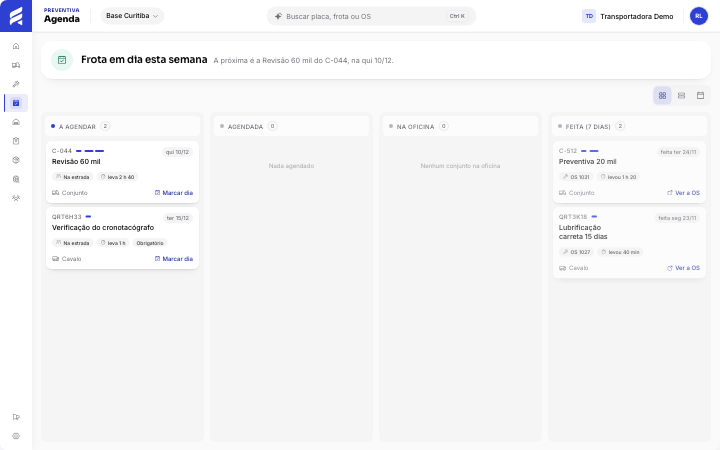 PREVENTIVA
Agenda
Base Curitiba
Buscar placa, frota ou OS
Ctrl K
TD
Transportadora Demo
RL
Frota em dia esta semana
A próxima é a Revisão 60 mil do C-044, na qui 10/12.
A AGENDAR 2
C-044
qui 10/12
Revisão 60 mil
Na estrada
leva 2 h 40
Conjunto
Marcar dia
QRT6H33
ter 15/12
Verificação do cronotacógrafo
Na estrada
leva 1 h
Obrigatório
Cavalo
Marcar dia
AGENDADA 0
Nada agendado
NA OFICINA 0
Nenhum conjunto na oficina
FEITA (7 DIAS) 2
C-512
feita ter 24/11
Preventiva 20 mil
OS 1031
levou 1 h 20
Conjunto
Ver a OS
QRT3K18
feita seg 23/11
Lubrificação
carreta 15 dias
OS 1027
levou 40 min
Cavalo
Ver a OS